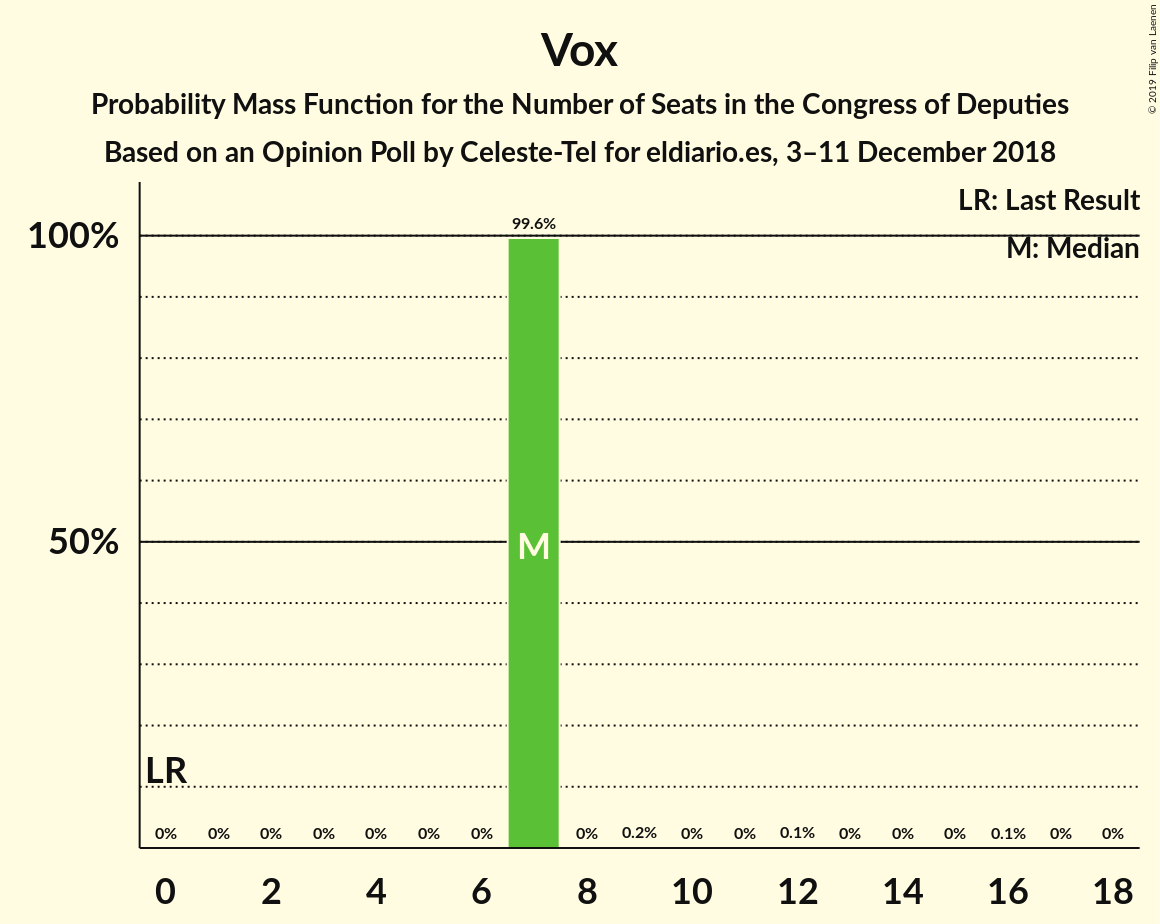 Vox
Probability Mass Function for the Number of Seats in the Congress of Deputies
Based on an Opinion Poll by Celeste-Tel for eldiario.es, 3–11 December 2018
© 2019 Filip van Laenen
LR: Last Result
M: Median
99.6%
100%
50%
M
LR
0% 0% 0% 0% 0% 0% 0% 0% 0.2% 0% 0% 0.1% 0% 0% 0% 0.1% 0% 0%
0 2 4 6 8 10 12 14 16 18